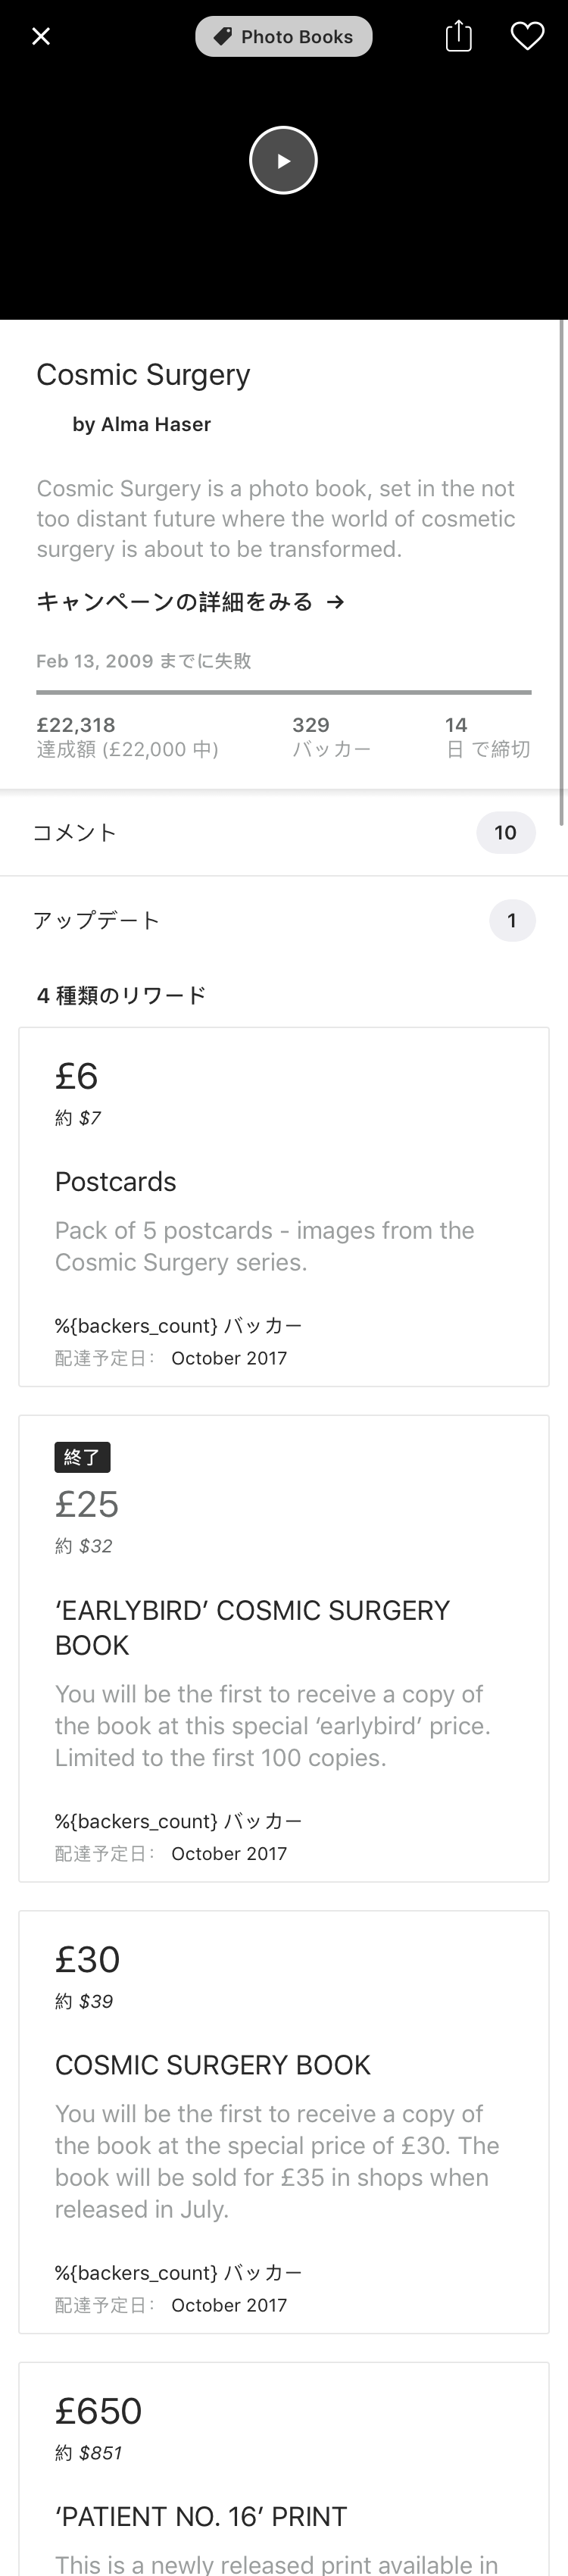 Photo Books
Cosmic Surgery
by Alma Haser
Cosmic Surgery is a photo book, set in the not
too distant future where the world of cosmetic
surgery is about to be transformed.
キャンペーンの詳細をみる →
Feb 13, 2009 までに失敗
£22,318 329 14
達成額 (£22,000 中) バッカー 日 で締切
コメント 10
アップデート 1
4 種類のリワード
£6
約 $7
Postcards
Pack of 5 postcards - images from the
Cosmic Surgery series.
%{backers_count} バッカー
配達予定日： October 2017
終了
£25
約 $32
‘EARLYBIRD’ COSMIC SURGERY
BOOK
You will be the first to receive a copy of
the book at this special ‘earlybird’ price.
Limited to the first 100 copies.
%{backers_count} バッカー
配達予定日： October 2017
£30
約 $39
COSMIC SURGERY BOOK
You will be the first to receive a copy of
the book at the special price of £30. The
book will be sold for £35 in shops when
released in July.
%{backers_count} バッカー
配達予定日： October 2017
£650
約 $851
‘PATIENT NO. 16’ PRINT
This is a newly released print available in